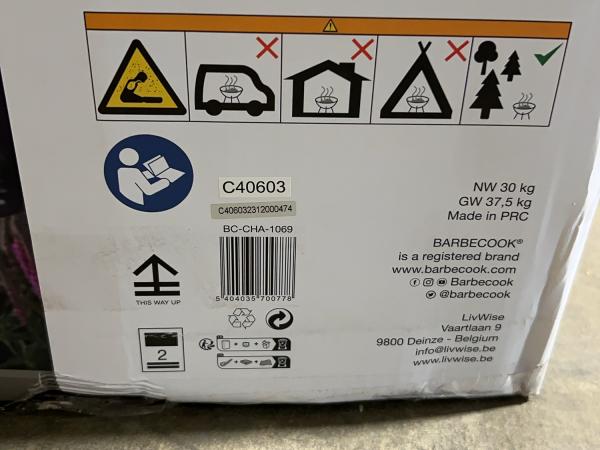 C40603
C406032312000474
BC-CHA-1069
5 404035 700778
THIS WAY UP
2
NW 30 kg
GW 37,5 kg
Made in PRC
BARBECOOK®
is a registered brand
www.barbecook.com
Barbecook
@barbecook
LivWise
Vaartlaan 9
9800 Deinze - Belgium
info@livwise.be
www.livwise.be